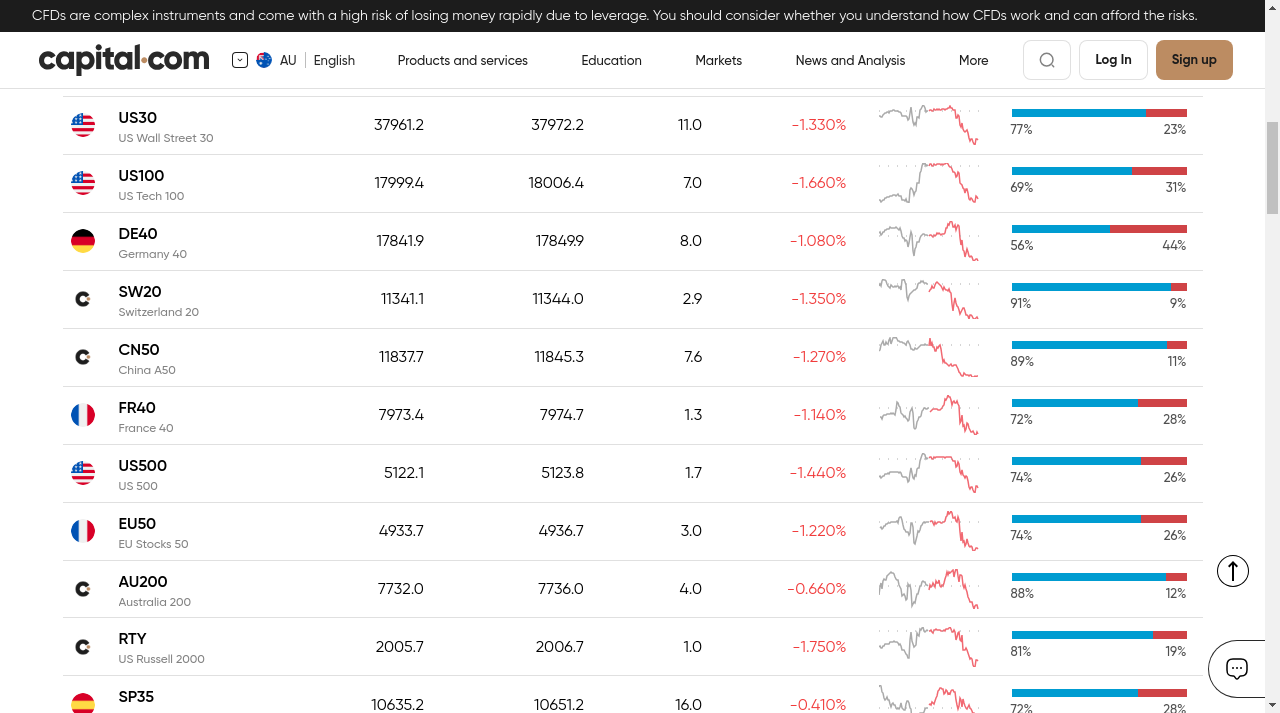 CFDs are complex instruments and come with a high risk of losing money rapidly due to leverage. You should consider whether you understand how CFDs work and can afford the risks.
capital.com AU English Products and services Education Markets News and Analysis More Log In Sign up
US30 37961.2 37972.2 11.0 -1.330%
US Wall Street 30 77% 23%
US100 17999.4 18006.4 7.0 -1.660%
US Tech 100 69% 31%
DE40 17841.9 17849.9 8.0 -1.080%
Germany 40 56% 44%
SW20 11341.1 11344.0 2.9 -1.350%
Switzerland 20 91% 9%
CN50 11837.7 11845.3 7.6 -1.270%
China A50 89% 11%
FR40 7973.4 7974.7 1.3 -1.140%
France 40 72% 28%
US500 5122.1 5123.8 1.7 -1.440%
US 500 74% 26%
EU50 4933.7 4936.7 3.0 -1.220%
EU Stocks 50 74% 26%
AU200 7732.0 7736.0 4.0 -0.660%
Australia 200 88% 12%
RTY 2005.7 2006.7 1.0 -1.750%
US Russell 2000 81% 19%
SP35 10635.2 10651.2 16.0 -0.410%
72% 28%